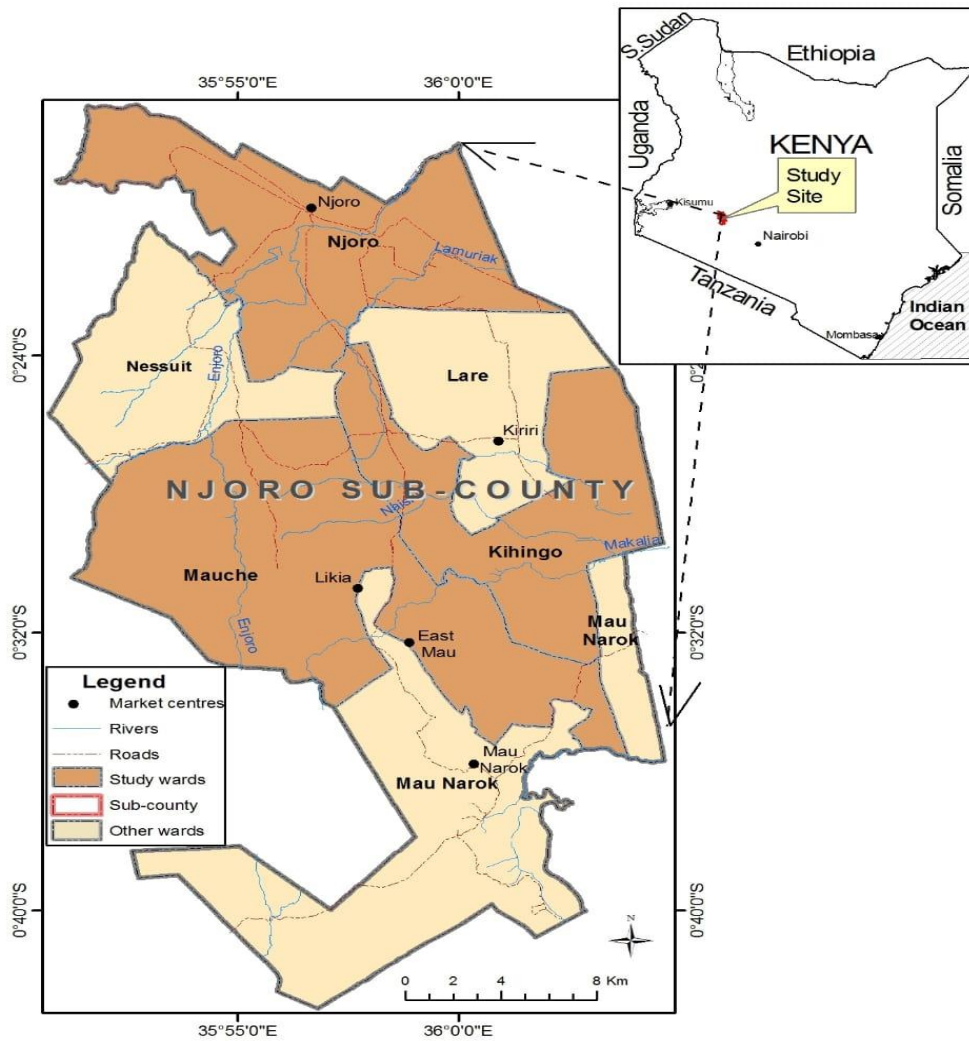 S.Sudan
Ethiopia
Uganda
KENYA
Somalia
Study
Site
Kisumu
Nairobi
Tanzania
Indian
Ocean
Mombasa
35°55'0"E
36°0'0"E
Njoro
Njoro
Lamuriak
0°24'0"S
Nessuit
Enjoro
Lare
Kiriri
NJORO SUB-COUNTY
Nais
Makalia
Kihingo
Mauche
Likia
Mau
Narok
0°32'0"S
0°32'0"S
Enjoro
East
Mau
Legend
Market centres
Rivers
Roads
Study wards
Sub-county
Other wards
Mau
Narok
Mau Narok
0°40'0"S
0°40'0"S
N
0 2 4 6 8 Km
35°55'0"E
36°0'0"E